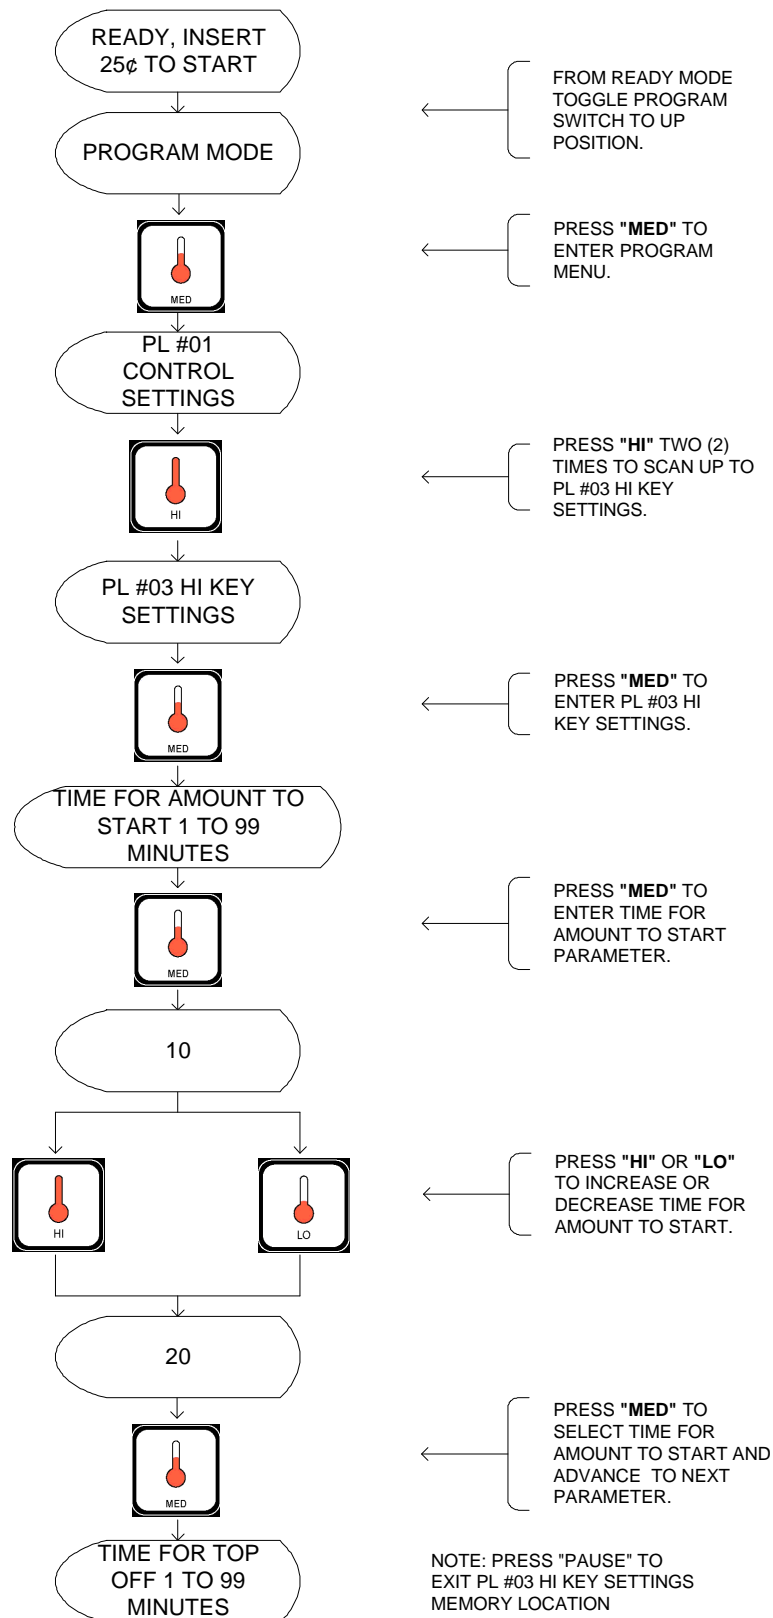 READY, INSERT
25¢ TO START
FROM READY MODE
TOGGLE PROGRAM
SWITCH TO UP
POSITION.
PROGRAM MODE
PRESS "MED" TO
ENTER PROGRAM
MENU.
MED
PL #01
CONTROL
SETTINGS
PRESS "HI" TWO (2)
TIMES TO SCAN UP TO
PL #03 HI KEY
SETTINGS.
HI
PL #03 HI KEY
SETTINGS
PRESS "MED" TO
ENTER PL #03 HI
KEY SETTINGS.
MED
TIME FOR AMOUNT TO
START 1 TO 99
MINUTES
PRESS "MED" TO
ENTER TIME FOR
AMOUNT TO START
PARAMETER.
MED
10
PRESS "HI" OR "LO"
TO INCREASE OR
DECREASE TIME FOR
AMOUNT TO START.
HI
LO
20
PRESS "MED" TO
SELECT TIME FOR
AMOUNT TO START AND
ADVANCE TO NEXT
PARAMETER.
MED
TIME FOR TOP
OFF 1 TO 99
MINUTES
NOTE: PRESS "PAUSE" TO
EXIT PL #03 HI KEY SETTINGS
MEMORY LOCATION